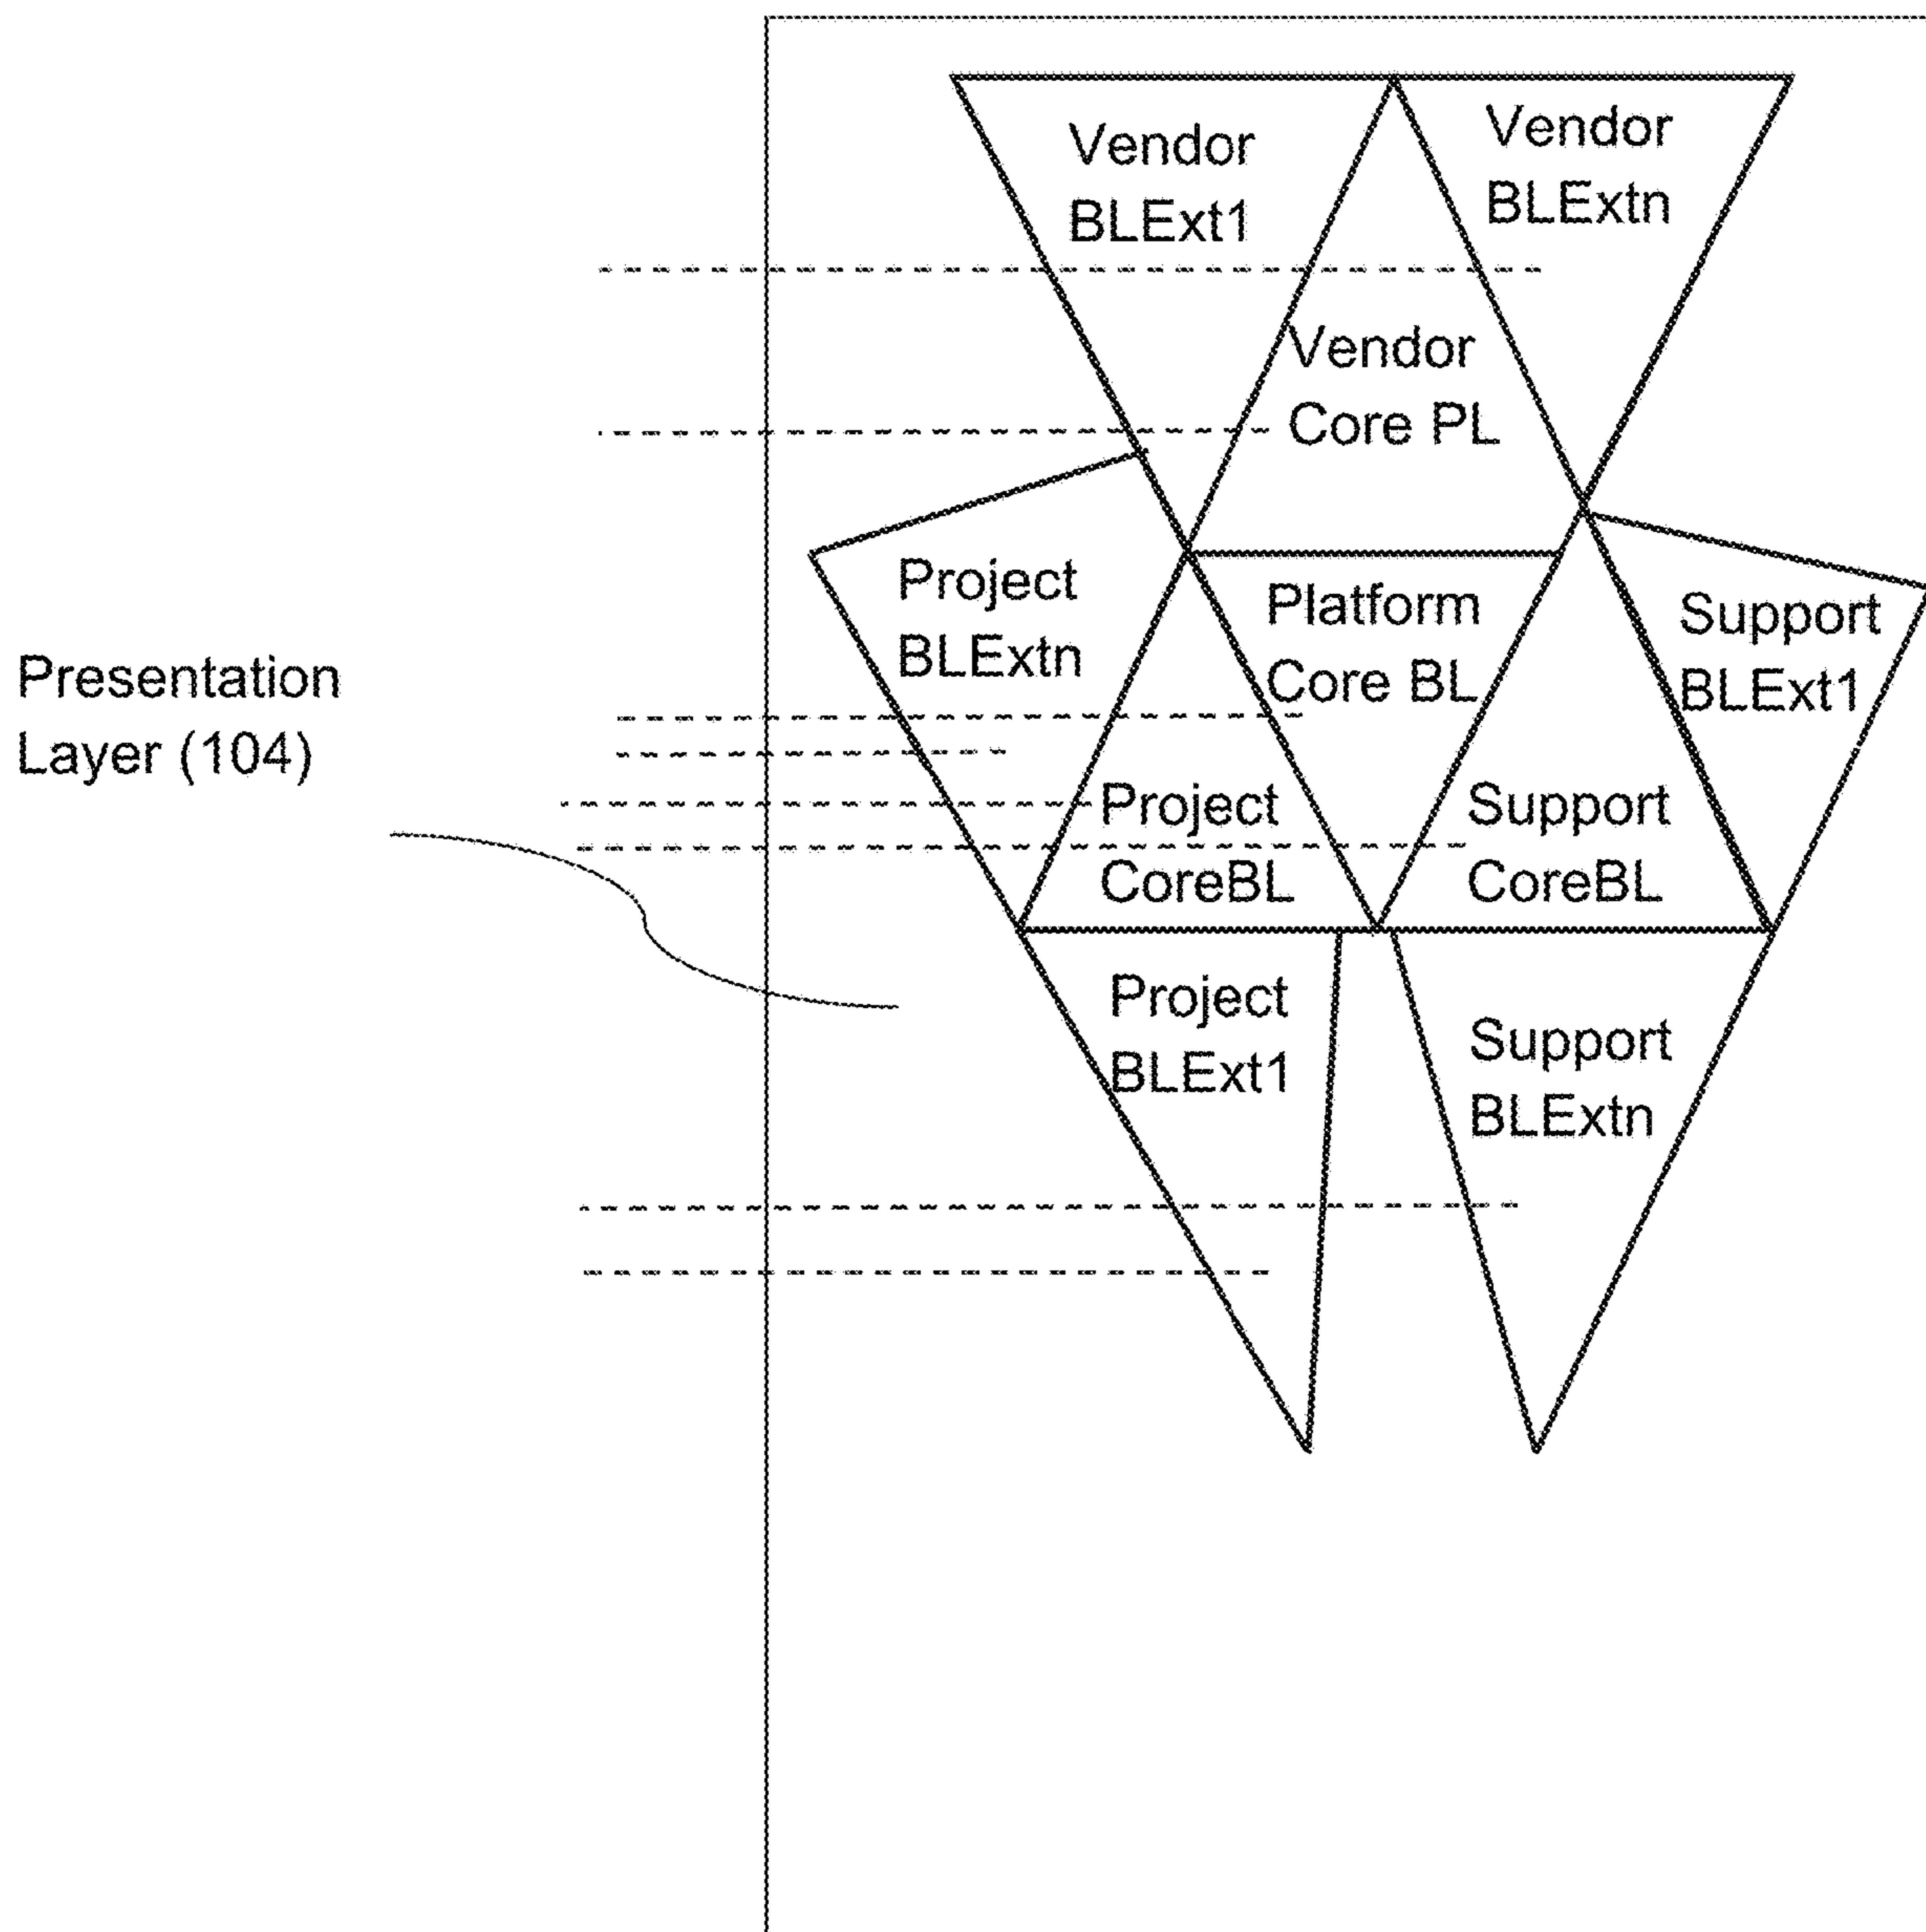 Vendor
BLExt1
Vendor
BLExtn
Vendor
Core PL
Project
BLExtn
Platform
Core BL
Support
BLExt1
Presentation
Layer (104)
Project
CoreBL
Support
CoreBL
Project
BLExt1
Support
BLExtn